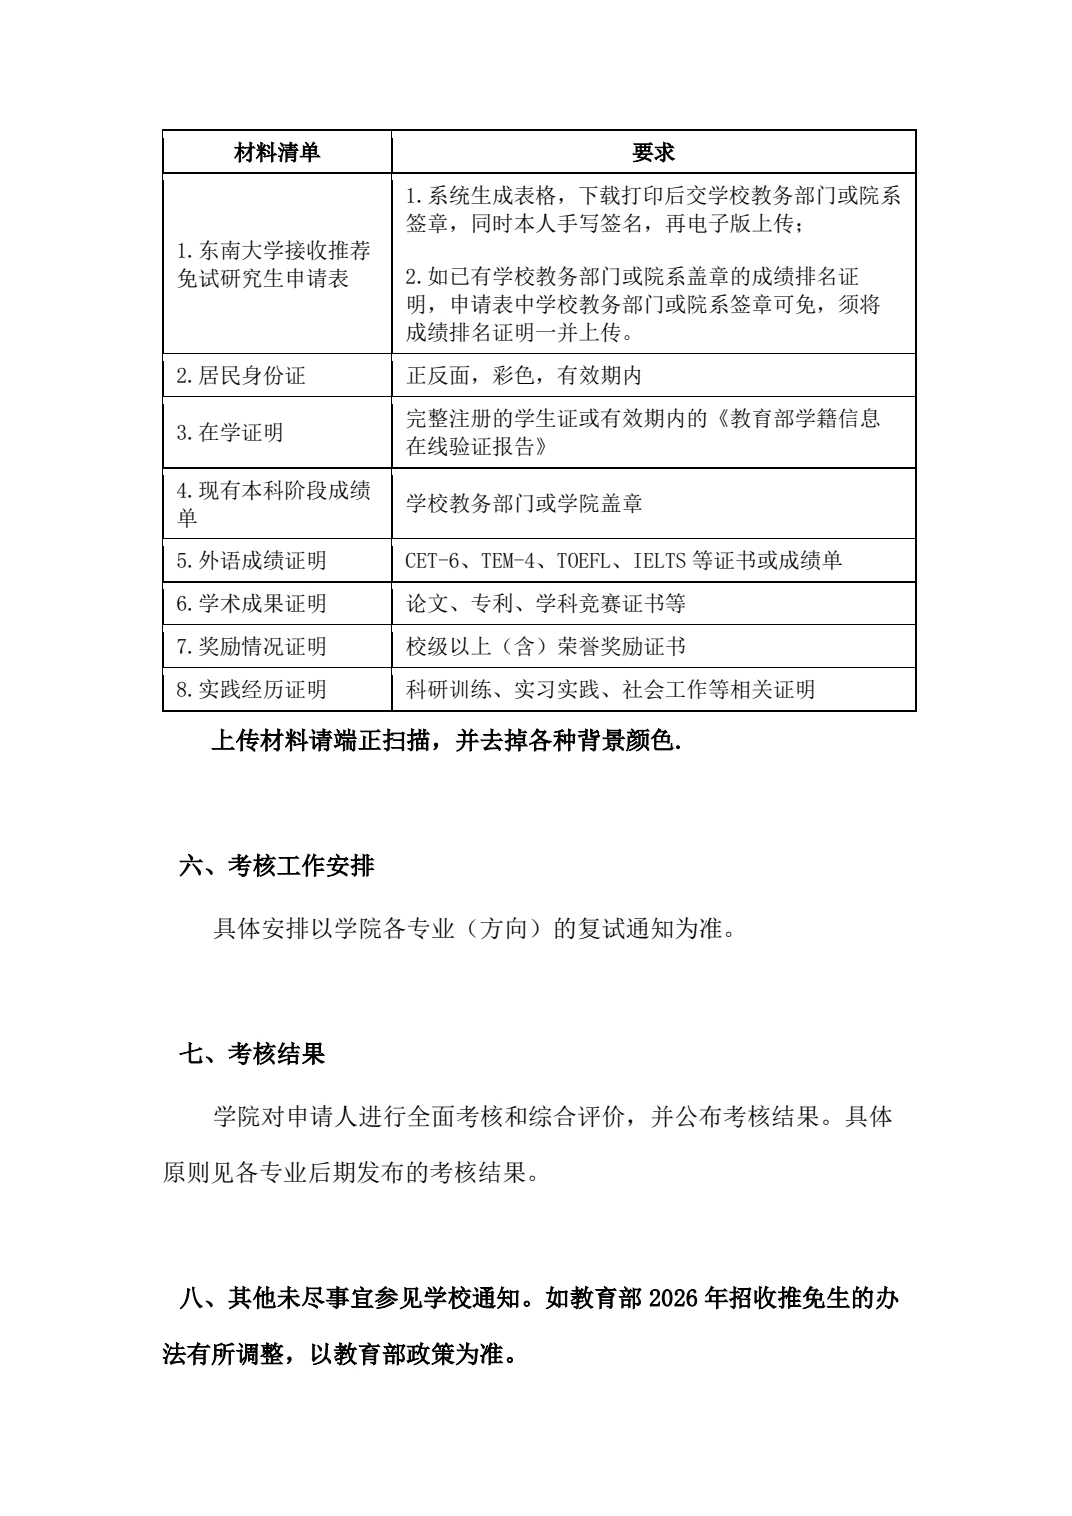 材料清单
要求
1.东南大学接收推荐
免试研究生申请表
1.系统生成表格，下载打印后交学校教务部门或院系
签章，同时本人手写签名，再电子版上传；
2.如已有学校教务部门或院系盖章的成绩排名证
明，申请表中学校教务部门或院系签章可免，须将
成绩排名证明一并上传。
2.居民身份证
正反面，彩色，有效期内
3.在学证明
完整注册的学生证或有效期内的《教育部学籍信息
在线验证报告》
4.现有本科阶段成绩
单
学校教务部门或学院盖章
5.外语成绩证明
CET-6、TEM-4、TOEFL、IELTS 等证书或成绩单
6.学术成果证明
论文、专利、学科竞赛证书等
7.奖励情况证明
校级以上（含）荣誉奖励证书
8.实践经历证明
科研训练、实习实践、社会工作等相关证明
上传材料请端正扫描，并去掉各种背景颜色.
六、考核工作安排
具体安排以学院各专业（方向）的复试通知为准。
七、考核结果
学院对申请人进行全面考核和综合评价，并公布考核结果。具体
原则见各专业后期发布的考核结果。
八、其他未尽事宜参见学校通知。如教育部 2026 年招收推免生的办
法有所调整，以教育部政策为准。